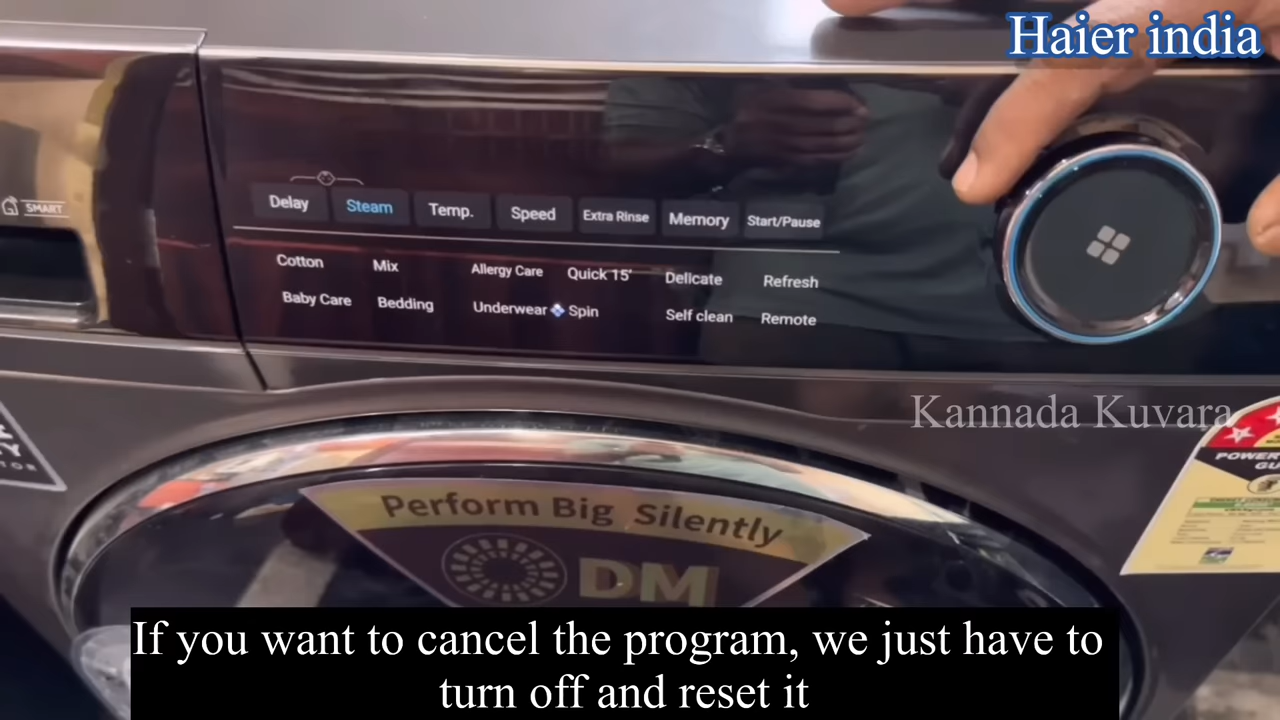 Haier india
SMART
Delay Steam Temp. Speed Extra Rinse Memory Start/Pause
Cotton Mix Allergy Care Quick 15' Delicate Refresh
Baby Care Bedding Underwear Spin Self clean Remote
Kannada Kuvara
POWER
Perform Big Silently
DM
If you want to cancel the program, we just have to
turn off and reset it